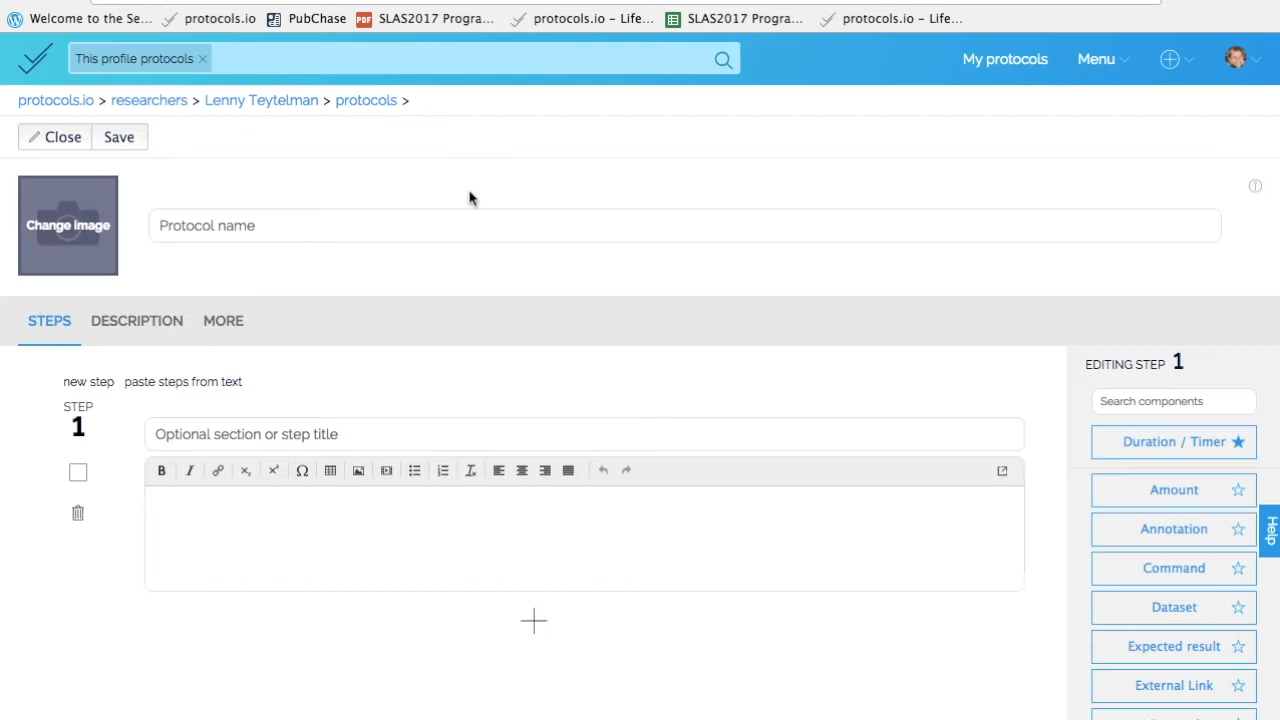 Welcome to the Se... protocols.io PubChase SLAS2017 Progra... protocols.io – Life... SLAS2017 Progra... protocols.io – Life...
This profile protocols × My protocols Menu
protocols.io > researchers > Lenny Teytelman > protocols >
Close Save
Change image Protocol name
STEPS DESCRIPTION MORE
EDITING STEP 1
new step paste steps from text
Search components
STEP
1
Optional section or step title
Duration / Timer
B I
Amount
Annotation
Help
Command
Dataset
Expected result
External Link